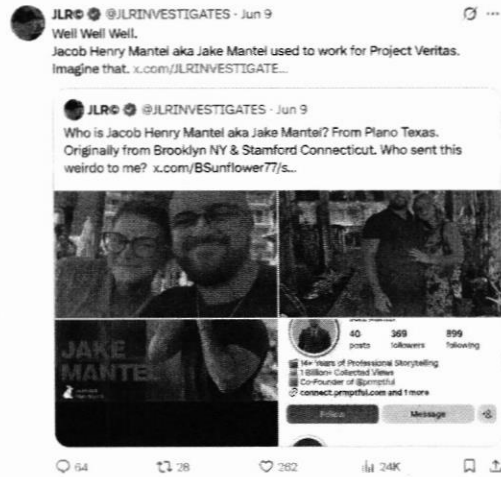 JLR© @JLRINVESTIGATES · Jun 9
Well Well Well.
Jacob Henry Mantel aka Jake Mantel used to work for Project Veritas.
Imagine that. x.com/JLRINVESTIGATE...
JLR© @JLRINVESTIGATES · Jun 9
Who is Jacob Henry Mantel aka Jake Mantel? From Plano Texas.
Originally from Brooklyn NY & Stamford Connecticut. Who sent this
weirdo to me? x.com/BSunflower77/s...
JAKE
MANTE
40 369 899
posts followers following
14+ Years of Professional Storytelling
1 Billion+ Collected Views
Co-Founder of @prmptful
connect.prmptful.com and 1 more
Follow Message
64 28 262 24K